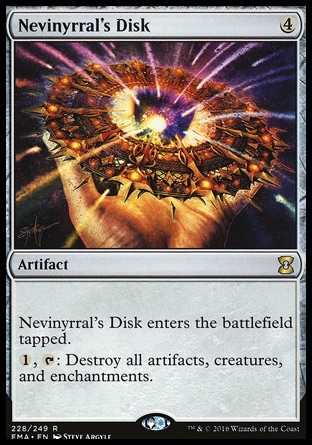 Nevinyrral's Disk 4
Artifact
Nevinyrral's Disk enters the battlefield
tapped.
1, : Destroy all artifacts, creatures,
and enchantments.
228/249 R
EMA • EN Steve Argyle
™ & © 2016 Wizards of the Coast